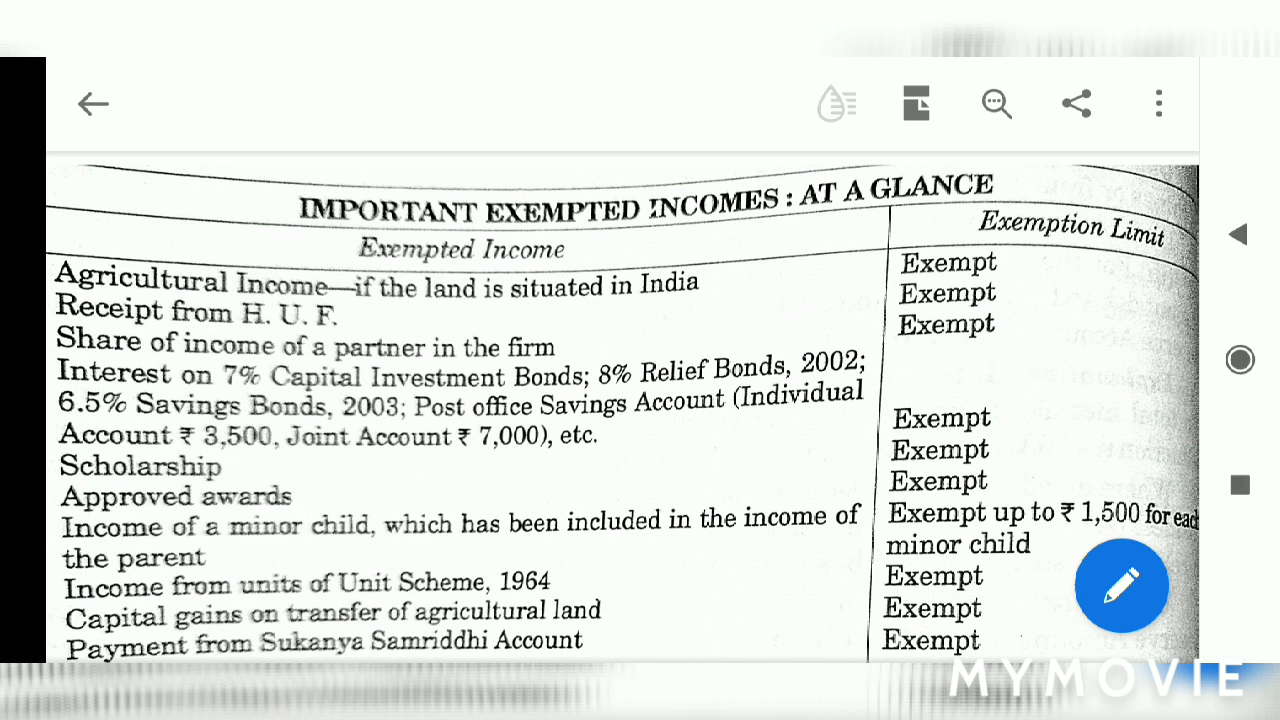 IMPORTANT EXEMPTED INCOMES : AT A GLANCE
Exempted Income
Exemption Limit
Agricultural Income—if the land is situated in India
Exempt
Receipt from H. U. F.
Exempt
Share of income of a partner in the firm
Exempt
Interest on 7% Capital Investment Bonds; 8% Relief Bonds, 2002;
6.5% Savings Bonds, 2003; Post office Savings Account (Individual
Account ₹ 3,500, Joint Account ₹ 7,000), etc.
Exempt
Scholarship
Exempt
Approved awards
Exempt
Income of a minor child, which has been included in the income of
the parent
Exempt up to ₹ 1,500 for each
minor child
Income from units of Unit Scheme, 1964
Exempt
Capital gains on transfer of agricultural land
Exempt
Payment from Sukanya Samriddhi Account
Exempt
MYMOVIE